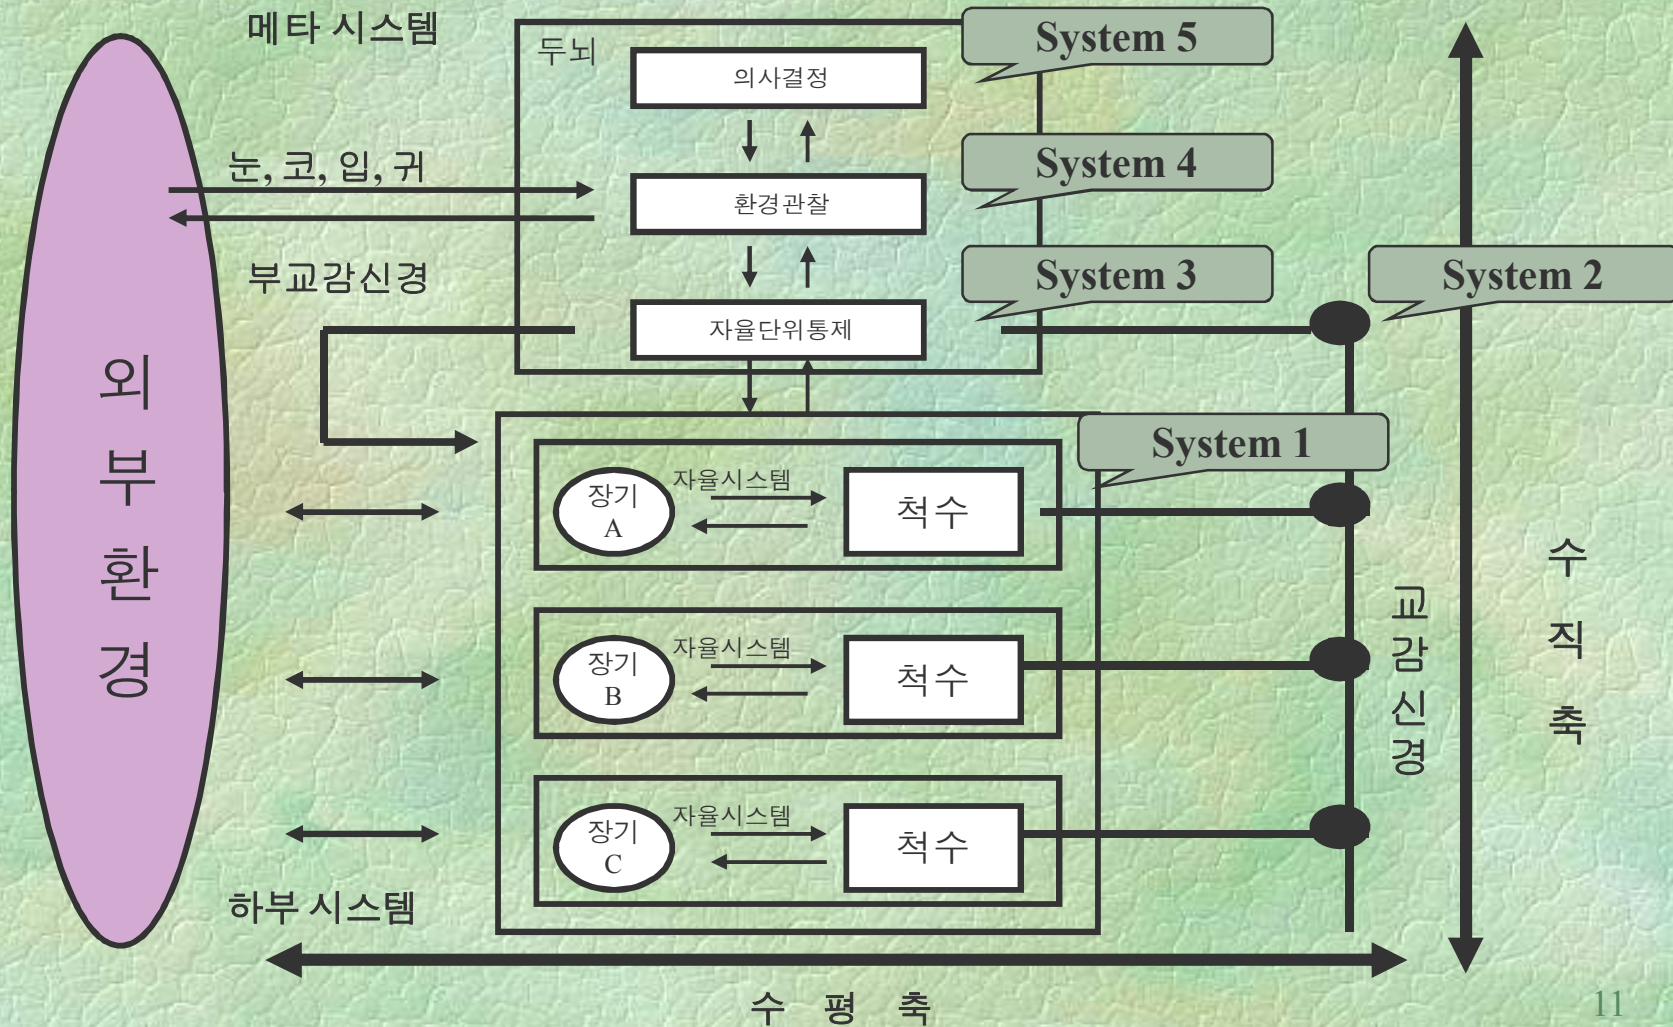 메타 시스템
두뇌
System 5
의사결정
눈, 코, 입, 귀
System 4
환경관찰
부교감신경
System 3
System 2
자율단위통제
외부환경
System 1
장기
A
자율시스템
척수
장기
B
자율시스템
척수
장기
C
자율시스템
척수
교감신경
수직축
하부 시스템
수 평 축
11